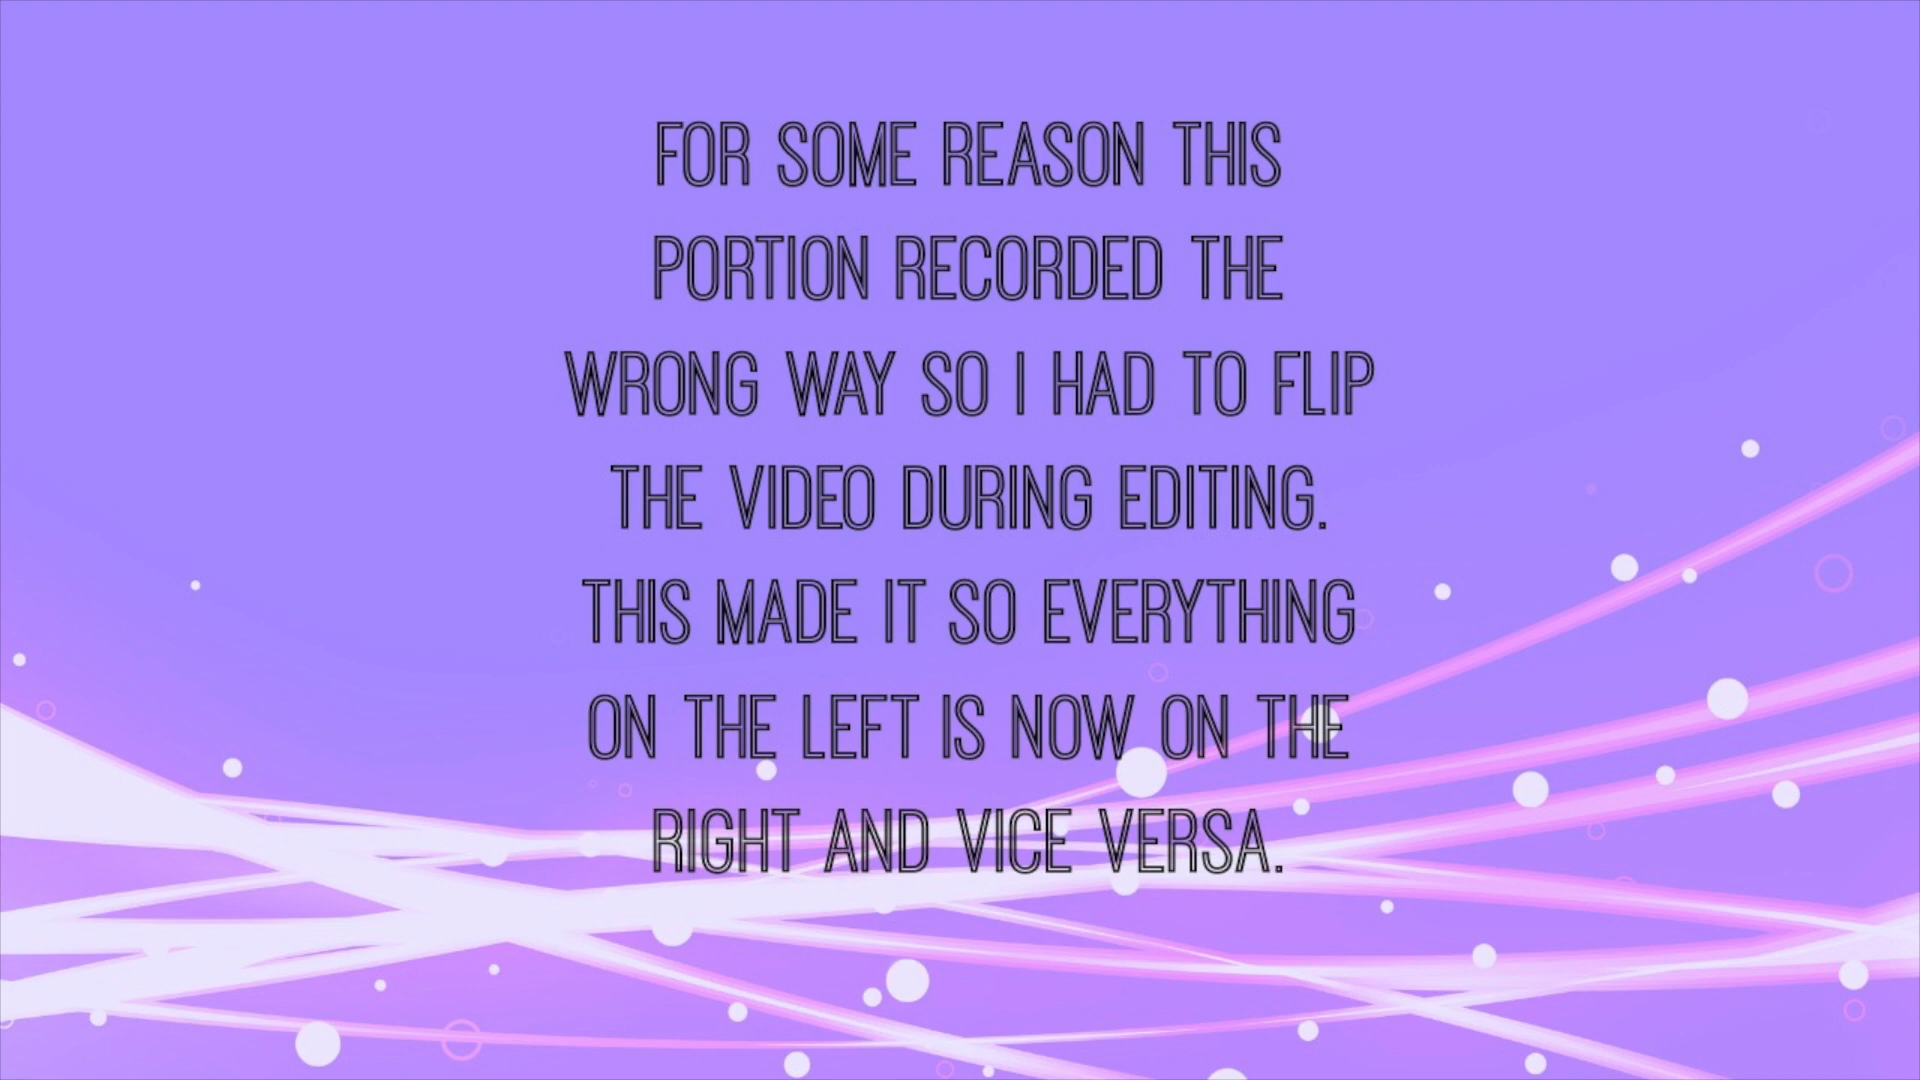 FOR SOME REASON THIS
PORTION RECORDED THE
WRONG WAY SO I HAD TO FLIP
THE VIDEO DURING EDITING.
THIS MADE IT SO EVERYTHING
ON THE LEFT IS NOW ON THE
RIGHT AND VICE VERSA.